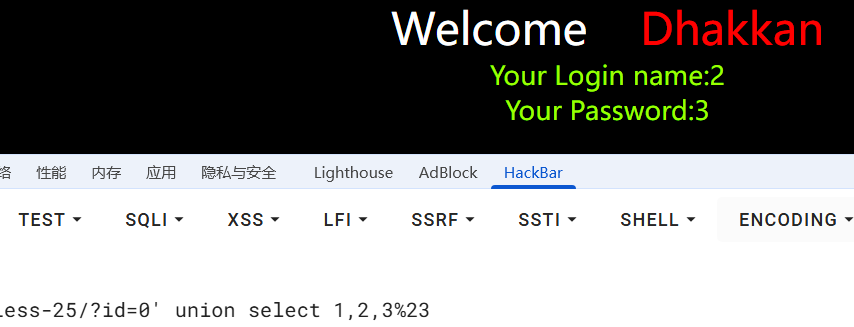 Welcome Dhakkan
Your Login name:2
Your Password:3
络 性能 内存 应用 隐私与安全 Lighthouse AdBlock HackBar
TEST SQLI XSS LFI SSRF SSTI SHELL ENCODING
less-25/?id=0' union select 1,2,3%23